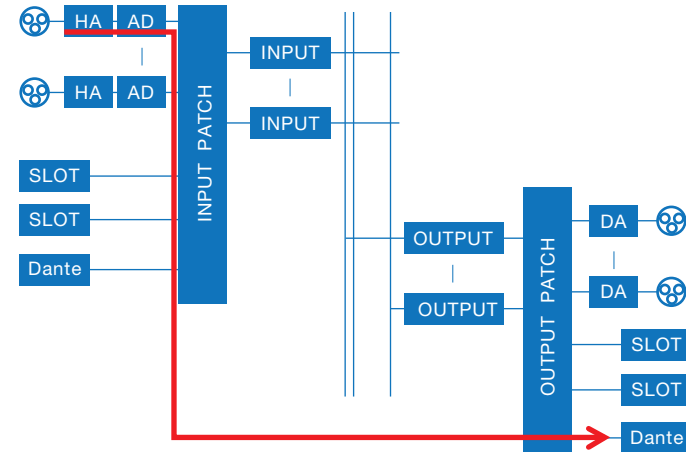 HA AD
HA AD
INPUT PATCH
INPUT
INPUT
SLOT
SLOT
Dante
OUTPUT
OUTPUT
OUTPUT PATCH
DA
DA
SLOT
SLOT
Dante